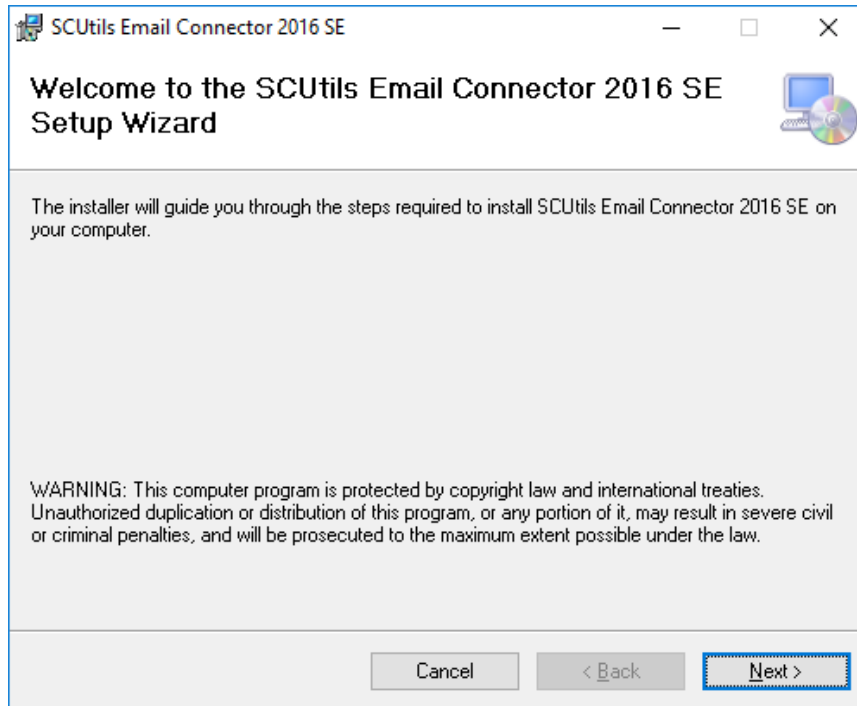 SCUtils Email Connector 2016 SE
Welcome to the SCUtils Email Connector 2016 SE
Setup Wizard
The installer will guide you through the steps required to install SCUtils Email Connector 2016 SE on
your computer.
WARNING: This computer program is protected by copyright law and international treaties.
Unauthorized duplication or distribution of this program, or any portion of it, may result in severe civil
or criminal penalties, and will be prosecuted to the maximum extent possible under the law.
Cancel
< Back
Next >